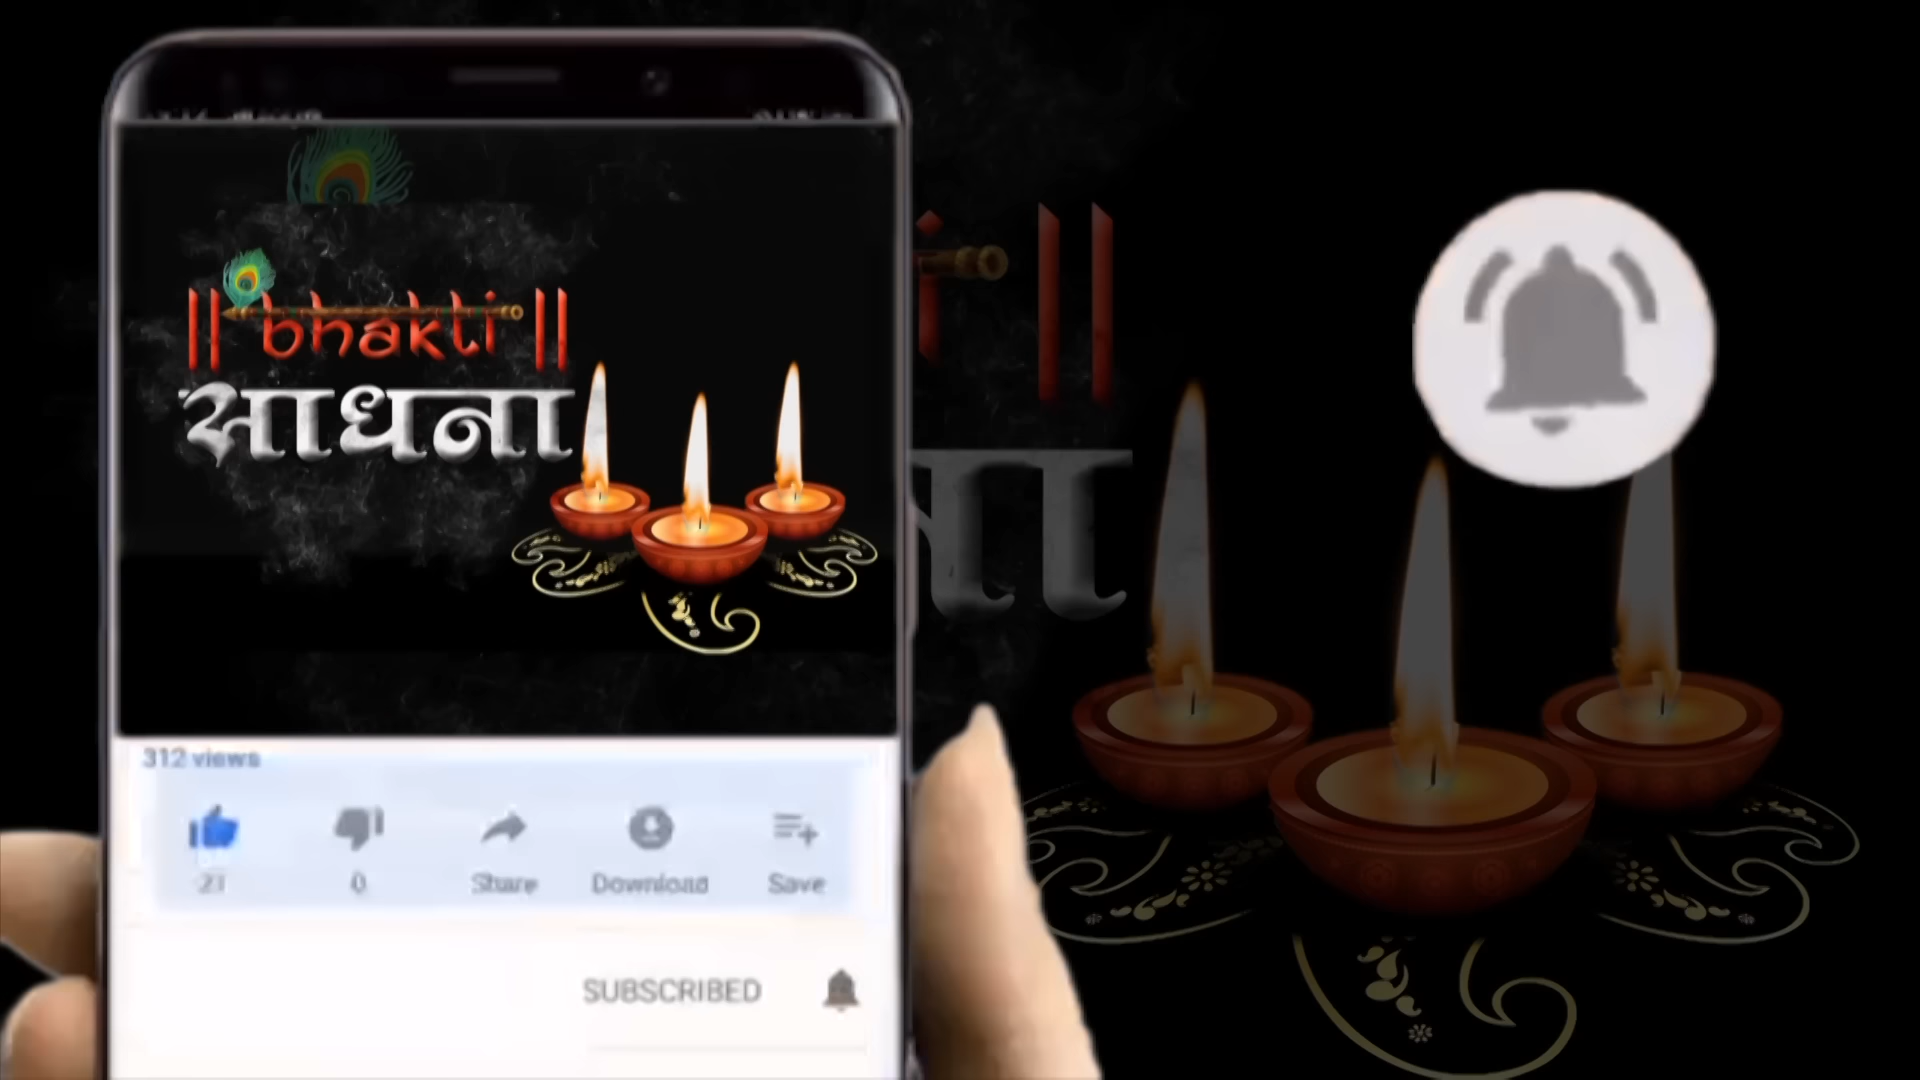 || bhakti ||
साधना
312 views
21
0
Share
Download
Save
SUBSCRIBED